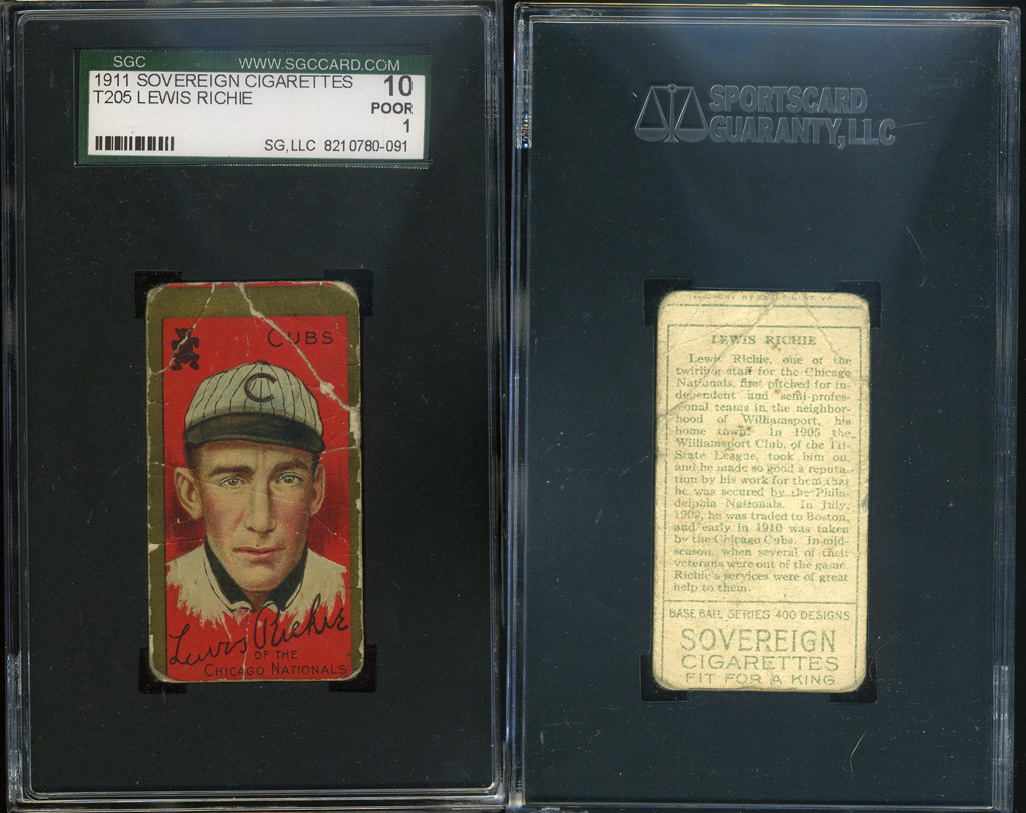 SGC WWW.SGCCARD.COM
1911 SOVEREIGN CIGARETTES 10
T205 LEWIS RICHIE POOR
1
SG, LLC 8210780-091
CUBS
C
Lewis Richie
OF THE
CHICAGO NATIONALS
SPORTSCARD
GUARANTY, LLC
LEWIS RICHIE
Lewis Richie, one of the
twirling staff for the Chicago
Nationals, first pitched for in-
dependent and semi-profes-
sional teams in the neighbor-
hood of Williamsport, his
home town. In 1905 the
Williamsport Club, of the Tri-
State League, took him on,
and he made so good a reputa-
tion by his work for them that
he was secured by the Phila-
delphia Nationals. In July,
1909, he was traded to Boston,
and early in 1910 was taken
by the Chicago Cubs. In mid-
season, when several of their
veterans were out of the game,
Richie's services were of great
help to them.
BASE BALL SERIES 400 DESIGNS
SOVEREIGN
CIGARETTES
FIT FOR A KING